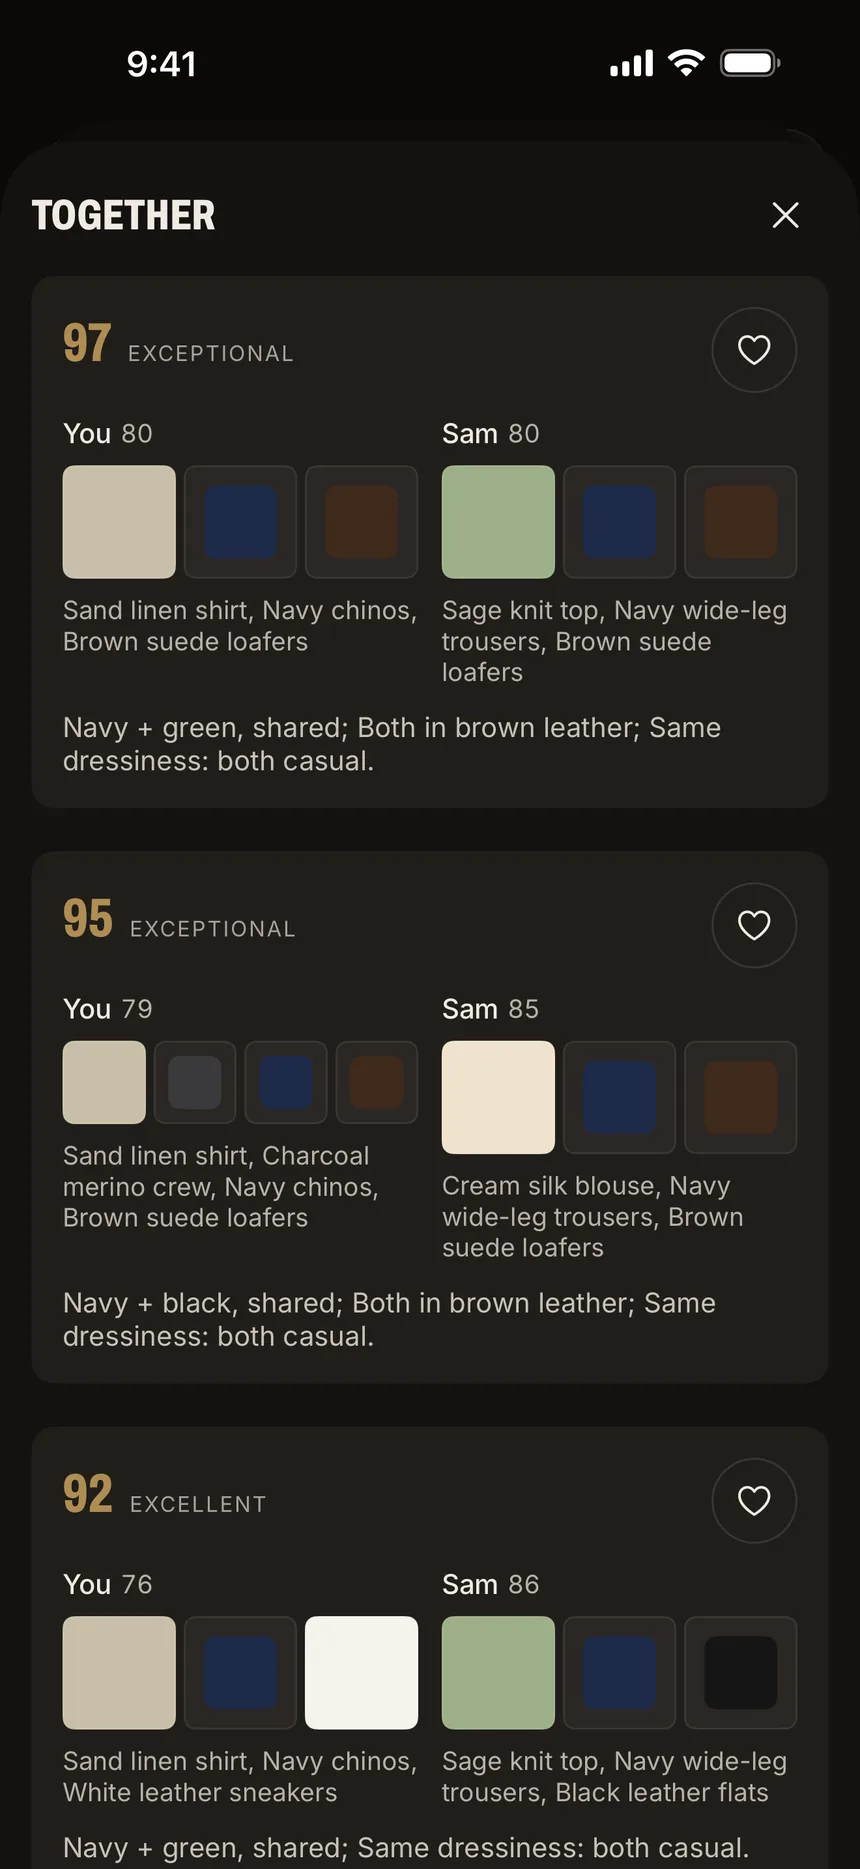 9:41
TOGETHER
97 EXCEPTIONAL
You 80
Sand linen shirt, Navy chinos,
Brown suede loafers
Sam 80
Sage knit top, Navy wide-leg
trousers, Brown suede
loafers
Navy + green, shared; Both in brown leather; Same
dressiness: both casual.
95 EXCEPTIONAL
You 79
Sand linen shirt, Charcoal
merino crew, Navy chinos,
Brown suede loafers
Sam 85
Cream silk blouse, Navy
wide-leg trousers, Brown
suede loafers
Navy + black, shared; Both in brown leather; Same
dressiness: both casual.
92 EXCELLENT
You 76
Sand linen shirt, Navy chinos,
White leather sneakers
Sam 86
Sage knit top, Navy wide-leg
trousers, Black leather flats
Navy + green, shared; Same dressiness: both casual.